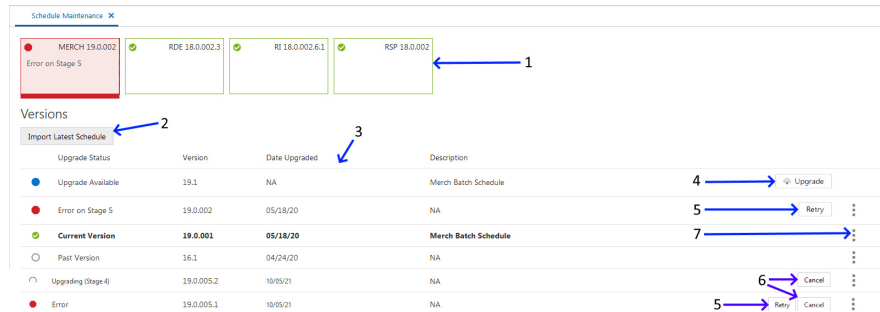 Schedule Maintenance ×
MERCH 19.0.002
Error on Stage 5
RDE 18.0.002.3
RI 18.0.002.6.1
RSP 18.0.002
1
Versions
2
Import Latest Schedule
3
Upgrade Status Version Date Upgraded Description
Upgrade Available 19.1 NA Merch Batch Schedule 4 Upgrade
Error on Stage 5 19.0.002 05/18/20 NA 5 Retry
Current Version 19.0.001 05/18/20 Merch Batch Schedule 7
Past Version 16.1 04/24/20 NA
Upgrading (Stage 4) 19.0.005.2 10/05/21 NA 6 Cancel
Error 19.0.005.1 10/05/21 NA 5 Retry Cancel